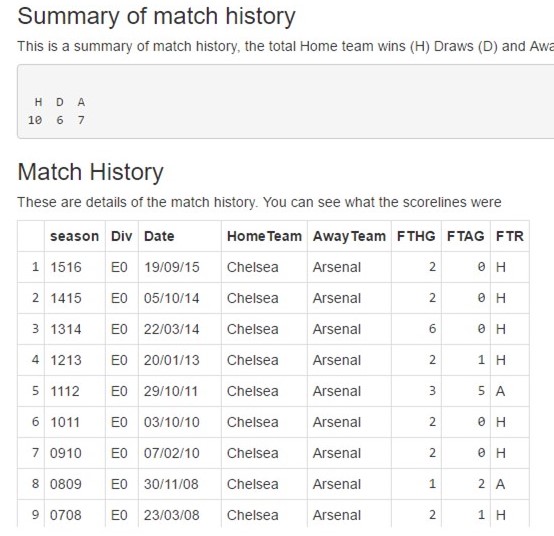 Summary of match history
This is a summary of match history, the total Home team wins (H) Draws (D) and Awa
H D A
10 6 7
Match History
These are details of the match history. You can see what the scorelines were
season Div Date HomeTeam AwayTeam FTHG FTAG FTR
1 1516 E0 19/09/15 Chelsea Arsenal 2 0 H
2 1415 E0 05/10/14 Chelsea Arsenal 2 0 H
3 1314 E0 22/03/14 Chelsea Arsenal 6 0 H
4 1213 E0 20/01/13 Chelsea Arsenal 2 1 H
5 1112 E0 29/10/11 Chelsea Arsenal 3 5 A
6 1011 E0 03/10/10 Chelsea Arsenal 2 0 H
7 0910 E0 07/02/10 Chelsea Arsenal 2 0 H
8 0809 E0 30/11/08 Chelsea Arsenal 1 2 A
9 0708 E0 23/03/08 Chelsea Arsenal 2 1 H